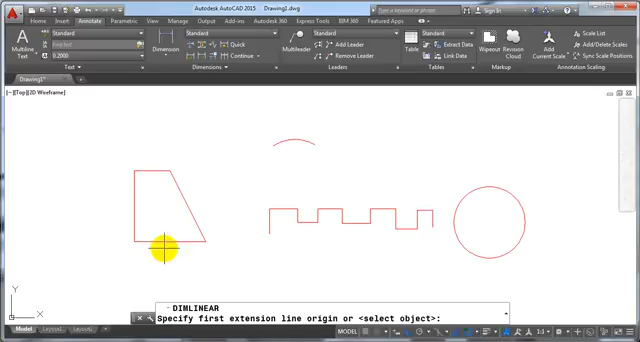 Autodesk AutoCAD 2015 Drawing1.dwg
Sign In
Home Insert Annotate Parametric View Manage Output Add-ins Autodesk 360 Express Tools BIM 360 Featured Apps
Multiline Text
Standard
Find text
0.2000
Text
Dimension
Standard
Quick
Continue
Dimensions
Multileader
Standard
Add Leader
Remove Leader
Leaders
Table
Standard
Extract Data
Link Data
Tables
Wipeout
Revision Cloud
Markup
Add Current Scale
Scale List
Add/Delete Scales
Sync Scale Positions
Annotation Scaling
Drawing1*
[−][Top][2D Wireframe]
Y
X
DIMLINEAR
Specify first extension line origin or <select object>:
Model Layout1 Layout2
MODEL
1:1